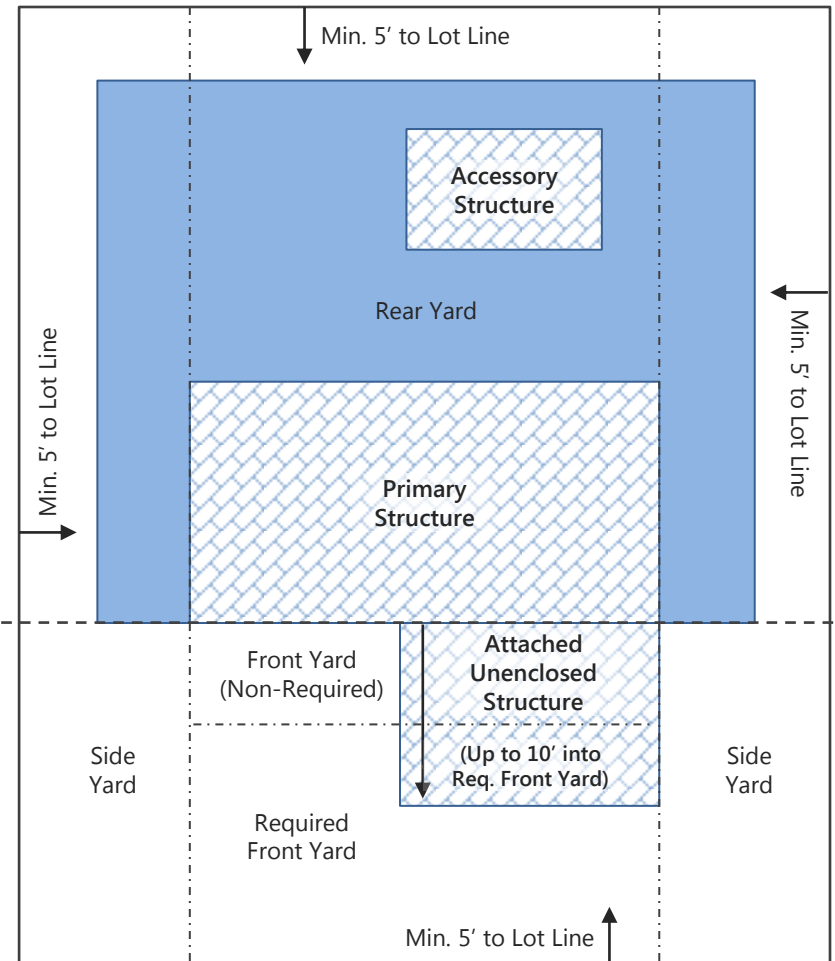 Min. 5’ to Lot Line
Accessory
Structure
Rear Yard
Min. 5’ to Lot Line
Min. 5’ to Lot Line
Primary
Structure
Front Yard
(Non-Required)
Attached
Unenclosed
Structure
(Up to 10’ into
Req. Front Yard)
Side
Yard
Side
Yard
Required
Front Yard
Min. 5’ to Lot Line